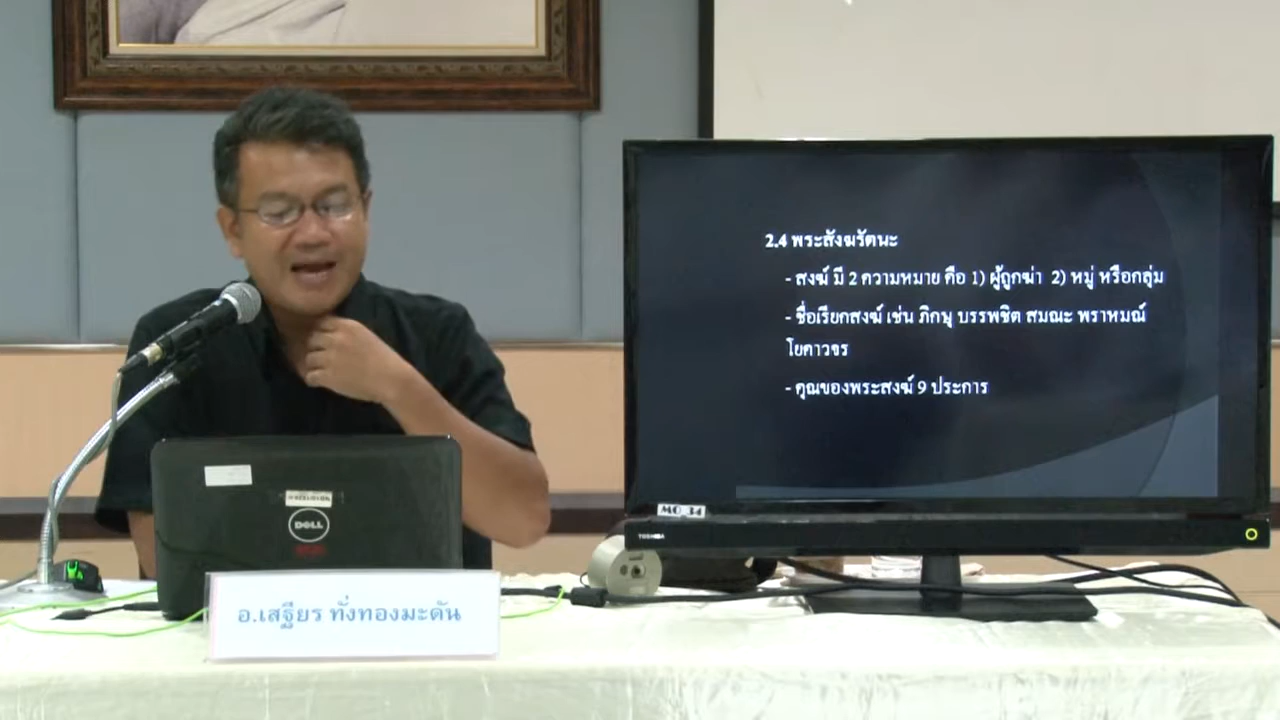 2.4 พระสังฆรัตนะ
- สงฆ์ มี 2 ความหมาย คือ 1) ผู้ถูกฆ่า 2) หมู่ หรือกลุ่ม
- ชื่อเรียกสงฆ์ เช่น ภิกษุ บรรพชิต สมณะ พราหมณ์
โยคาวจร
- คุณของพระสงฆ์ 9 ประการ
MO 34
TOSHIBA
DELL
อ.เสฐียร ทั่งทองมะดัน